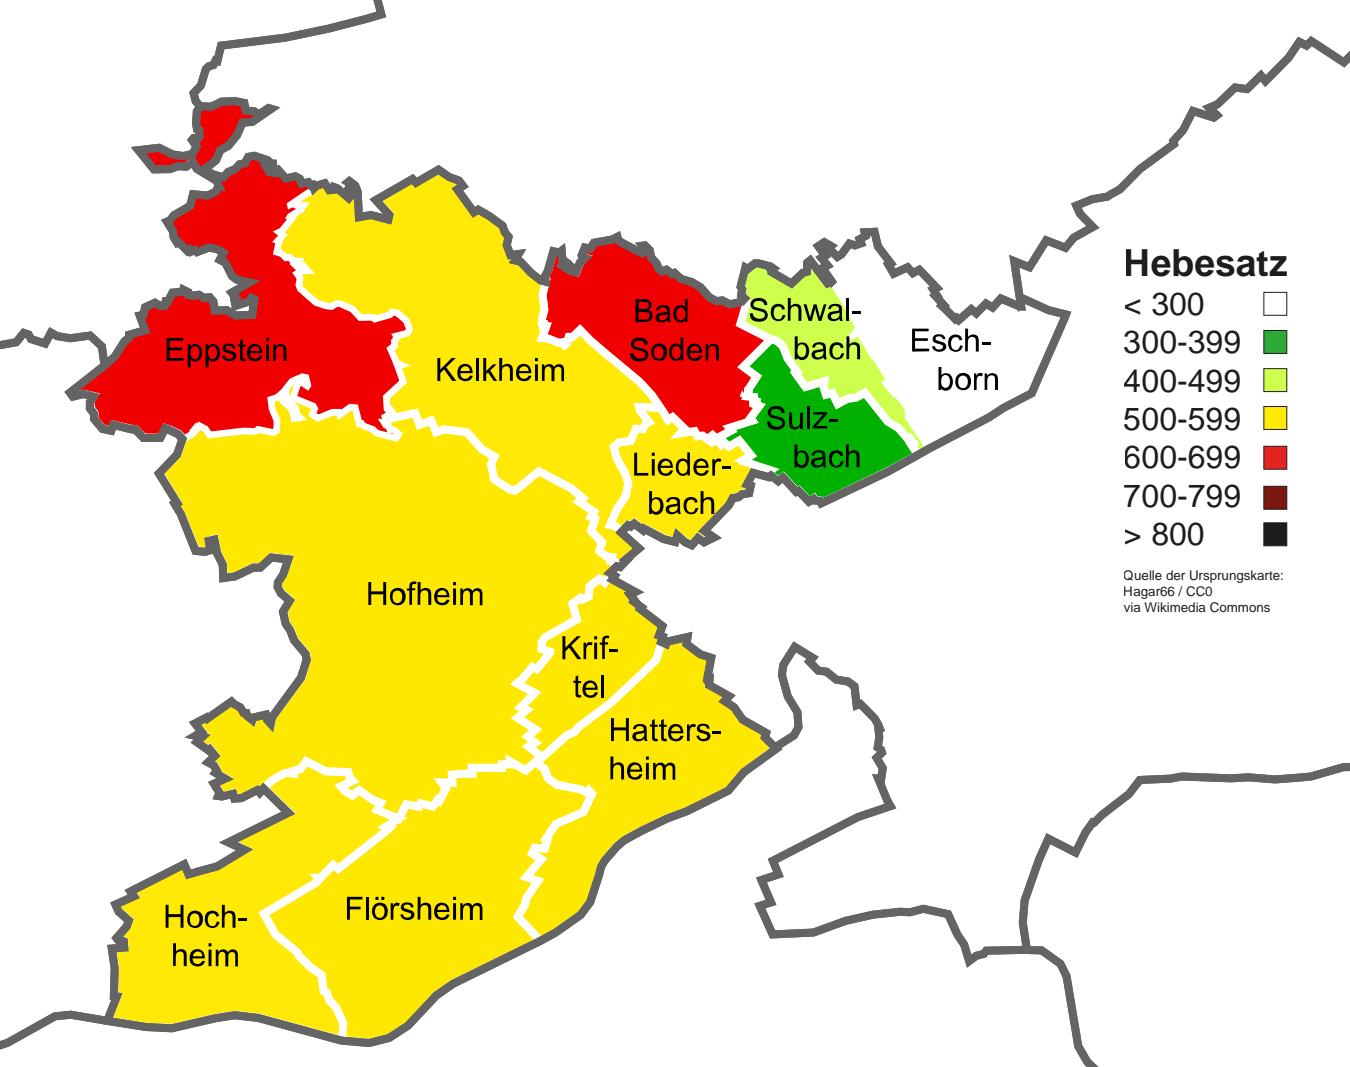 Hebesatz
< 300
300-399
400-499
500-599
600-699
700-799
> 800
Quelle der Ursprungskarte:
Hagar66 / CC0
via Wikimedia Commons
Bad
Soden
Schwal-
bach
Esch-
born
Eppstein
Kelkheim
Sulz-
bach
Lieder-
bach
Hofheim
Krif-
tel
Hatters-
heim
Hoch-
heim
Flörsheim